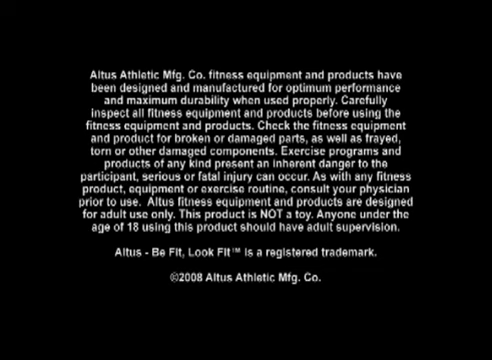 Altus Athletic Mfg. Co. fitness equipment and products have
been designed and manufactured for optimum performance
and maximum durability when used properly. Carefully
inspect all fitness equipment and products before using the
fitness equipment and products. Check the fitness equipment
and product for broken or damaged parts, as well as frayed,
torn or other damaged components. Exercise programs and
products of any kind present an inherent danger to the
participant, serious or fatal injury can occur. As with any fitness
product, equipment or exercise routine, consult your physician
prior to use. Altus fitness equipment and products are designed
for adult use only. This product is NOT a toy. Anyone under the
age of 18 using this product should have adult supervision.
Altus - Be Fit, Look Fit™ is a registered trademark.
©2008 Altus Athletic Mfg. Co.